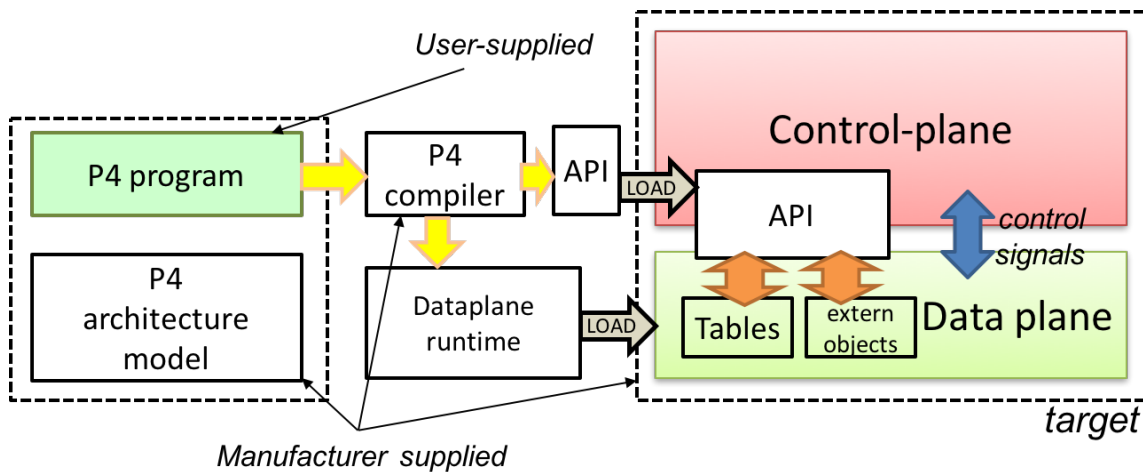 User-supplied
P4 program
P4
compiler
API
LOAD
Control-plane
API
control
signals
P4
architecture
model
Dataplane
runtime
LOAD
Tables
extern
objects
Data plane
target
Manufacturer supplied